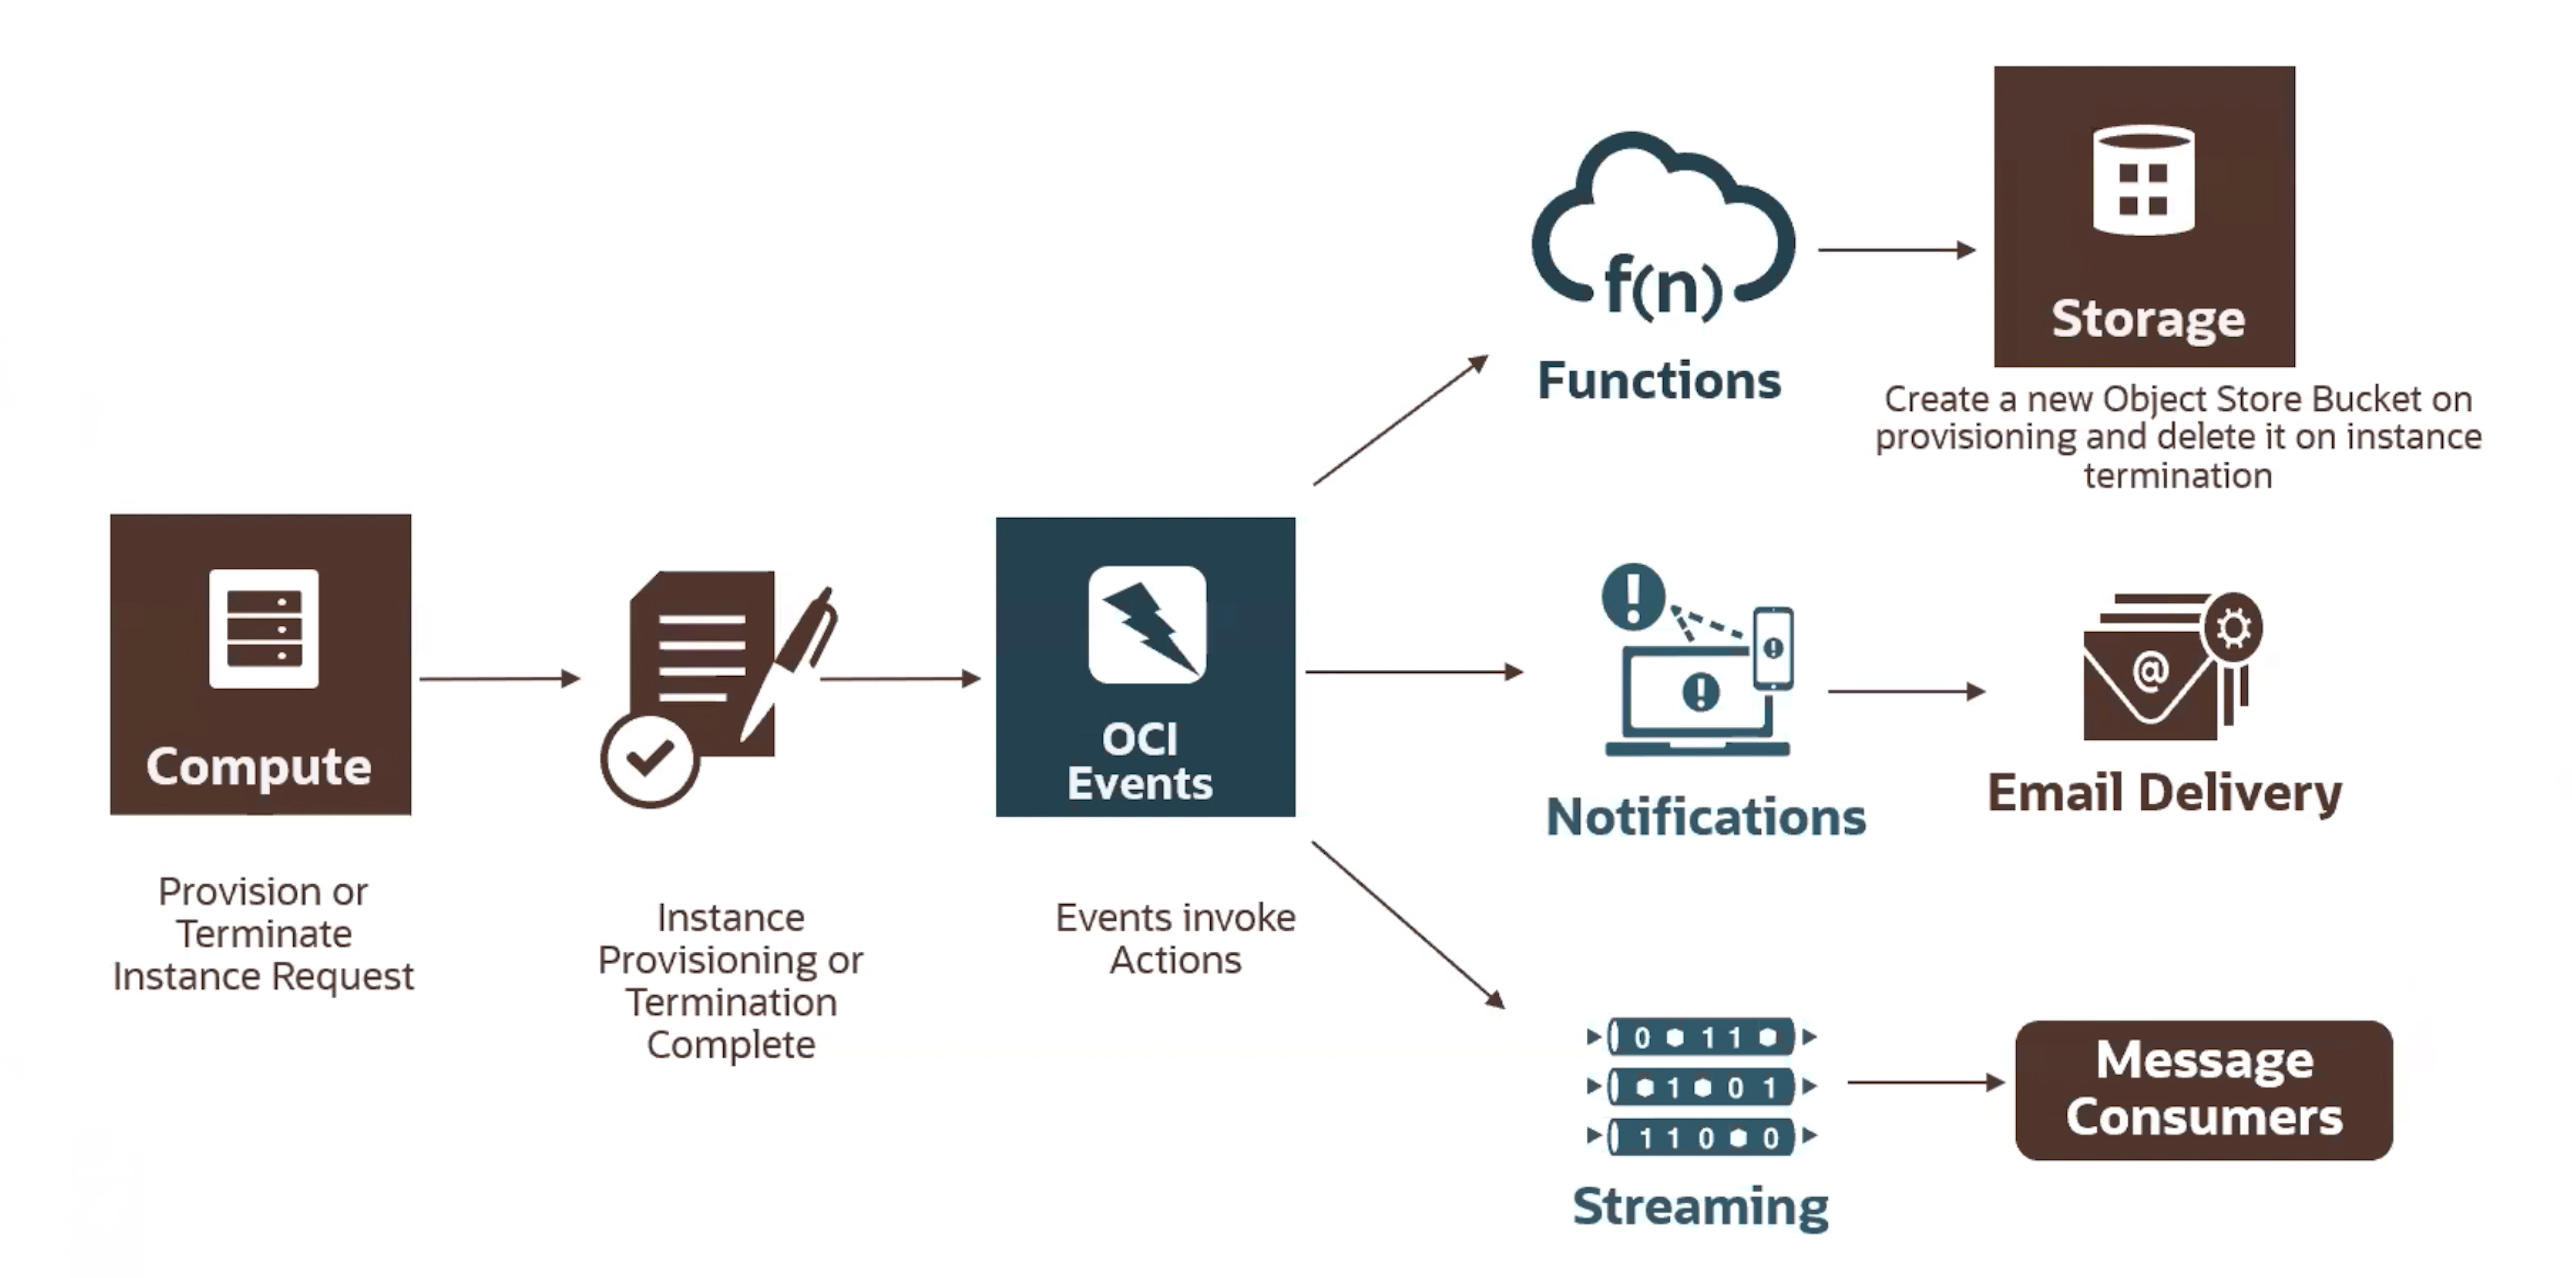 Compute
Provision or
Terminate
Instance Request
Instance
Provisioning or
Termination
Complete
OCI
Events
Events invoke
Actions
f(n)
Functions
Storage
Create a new Object Store Bucket on
provisioning and delete it on instance
termination
Notifications
@
Email Delivery
0 1 1
1 0 1
1 1 0 0
Streaming
Message
Consumers